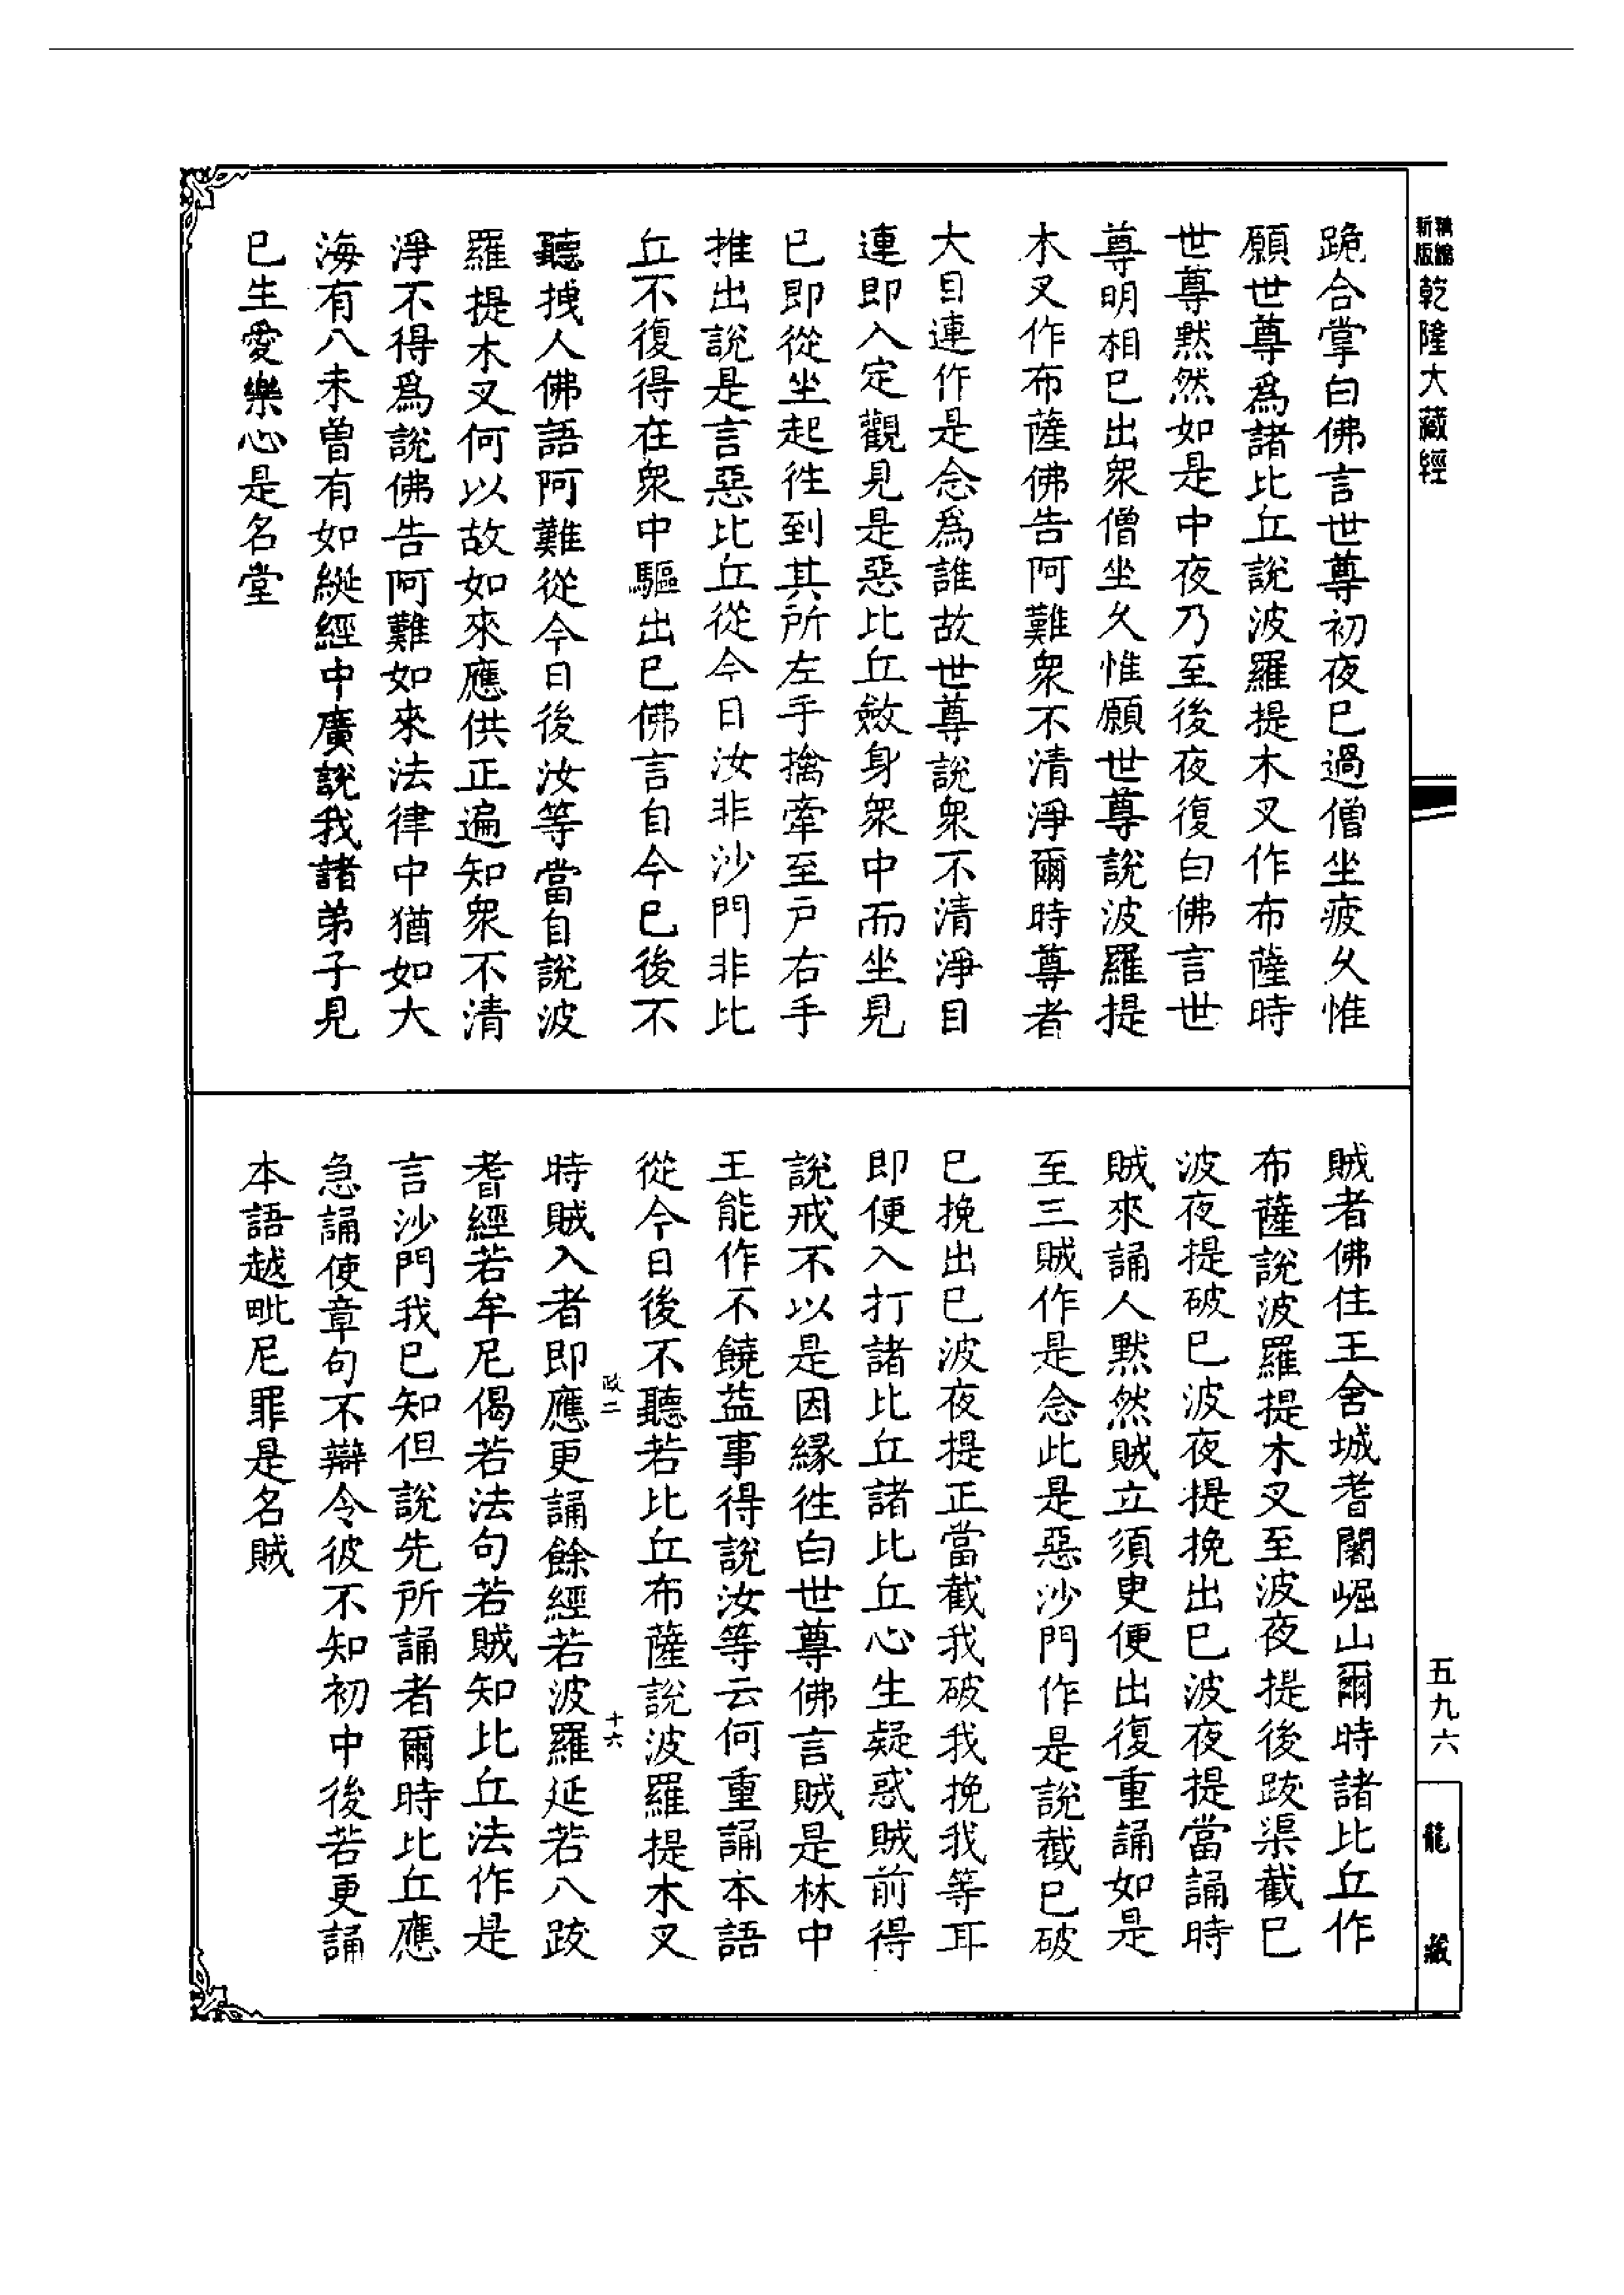 新版精編乾隆大藏經
跪合掌白佛言世尊初夜已過僧坐疲久惟
願世尊爲諸比丘說波羅提木叉作布薩時
世尊默然如是中夜乃至後夜復白佛言世
尊明相已出衆僧坐久惟願世尊說波羅提
木叉作布薩佛告阿難衆不清淨爾時尊者
大目連作是念爲誰故世尊說衆不清淨目
連即入定觀見是惡比丘斂身衆中而坐見
已即從坐起往到其所左手擒牽至戶右手
推出說是言惡比丘從今日汝非沙門非比
丘不復得在衆中驅出已佛言自今已後不
聽拽人佛語阿難從今日後汝等當自說波
羅提木叉何以故如來應供正遍知衆不清
淨不得爲說佛告阿難如來法律中猶如大
海有八未曾有如綖經中廣說我諸弟子見
已生愛樂心是名堂
賊者佛住王舍城耆闍崛山爾時諸比丘作
布薩說波羅提木叉至波夜提後跋渠截已
波夜提破已波夜提挽出已波夜提當誦時
賊來誦人默然賊立須臾便出復重誦如是
至三賊作是念此是惡沙門作是說截已破
已挽出已波夜提正當截我破我挽我等耳
即便入打諸比丘諸比丘心生疑惑賊前得
說戒不以是因緣往白世尊佛言賊是林中
王能作不饒益事得說汝等云何重誦本語
從今日後不聽若比丘布薩說波羅提木叉
政二 十六
時賊入者即應更誦餘經若波羅延若八跋
耆經若牟尼偈若法句若賊知比丘法作是
言沙門我已知但說先所誦者爾時比丘應
急誦使章句不辯令彼不知初中後若更誦
本語越毗尼罪是名賊
五九六
龍藏